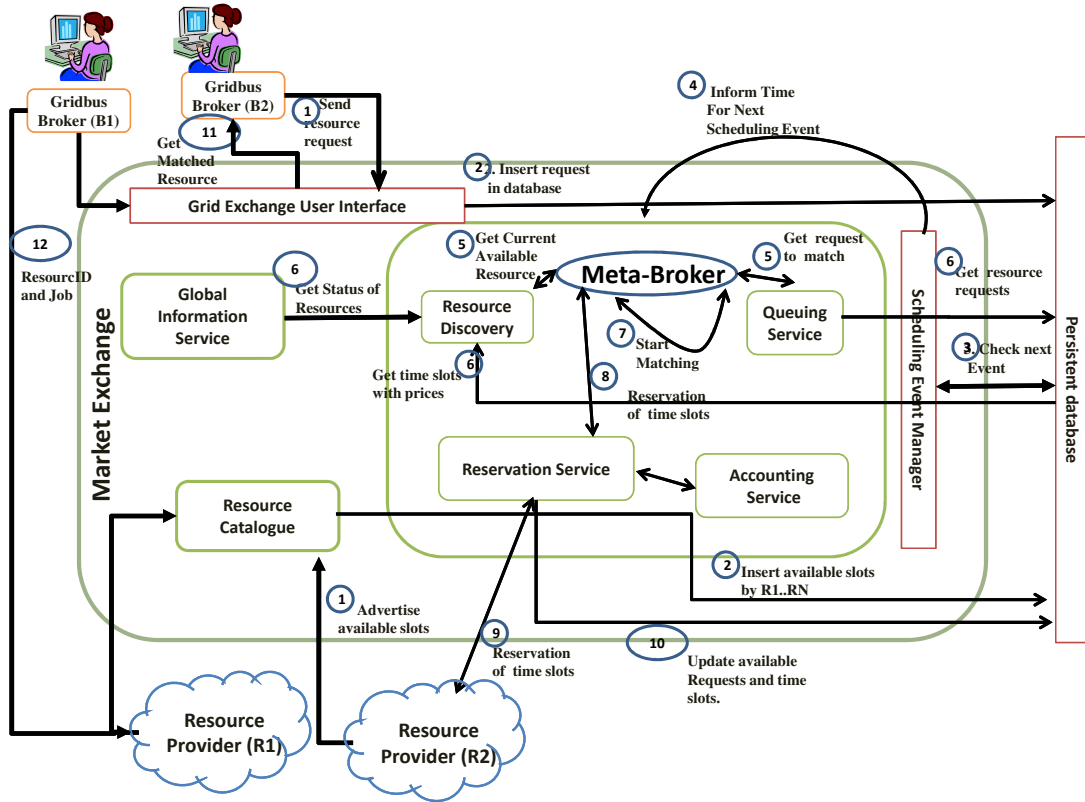 Gridbus
Broker (B1)
Gridbus
Broker (B2)
1
Send
resource
request
11
Get
Matched
Resource
4
Inform Time
For Next
Scheduling Event
2
2. Insert request
in database
Grid Exchange User Interface
12
ResourcID
and Job
Market Exchange
Global
Information
Service
6
Get Status of
Resources
5
Get Current
Available
Resource
Meta-Broker
5
Get request
to match
Resource
Discovery
Queuing
Service
7
Start
Matching
6
Get time slots
with prices
8
Reservation
of time slots
Scheduling Event Manager
6
Get resource
requests
3
3. Check next
Event
Persistent database
Reservation Service
Accounting
Service
Resource
Catalogue
2
Insert available slots
by R1..RN
1
Advertise
available slots
9
Reservation
of time slots
10
Update available
Requests and time
slots.
Resource
Provider (R1)
Resource
Provider (R2)